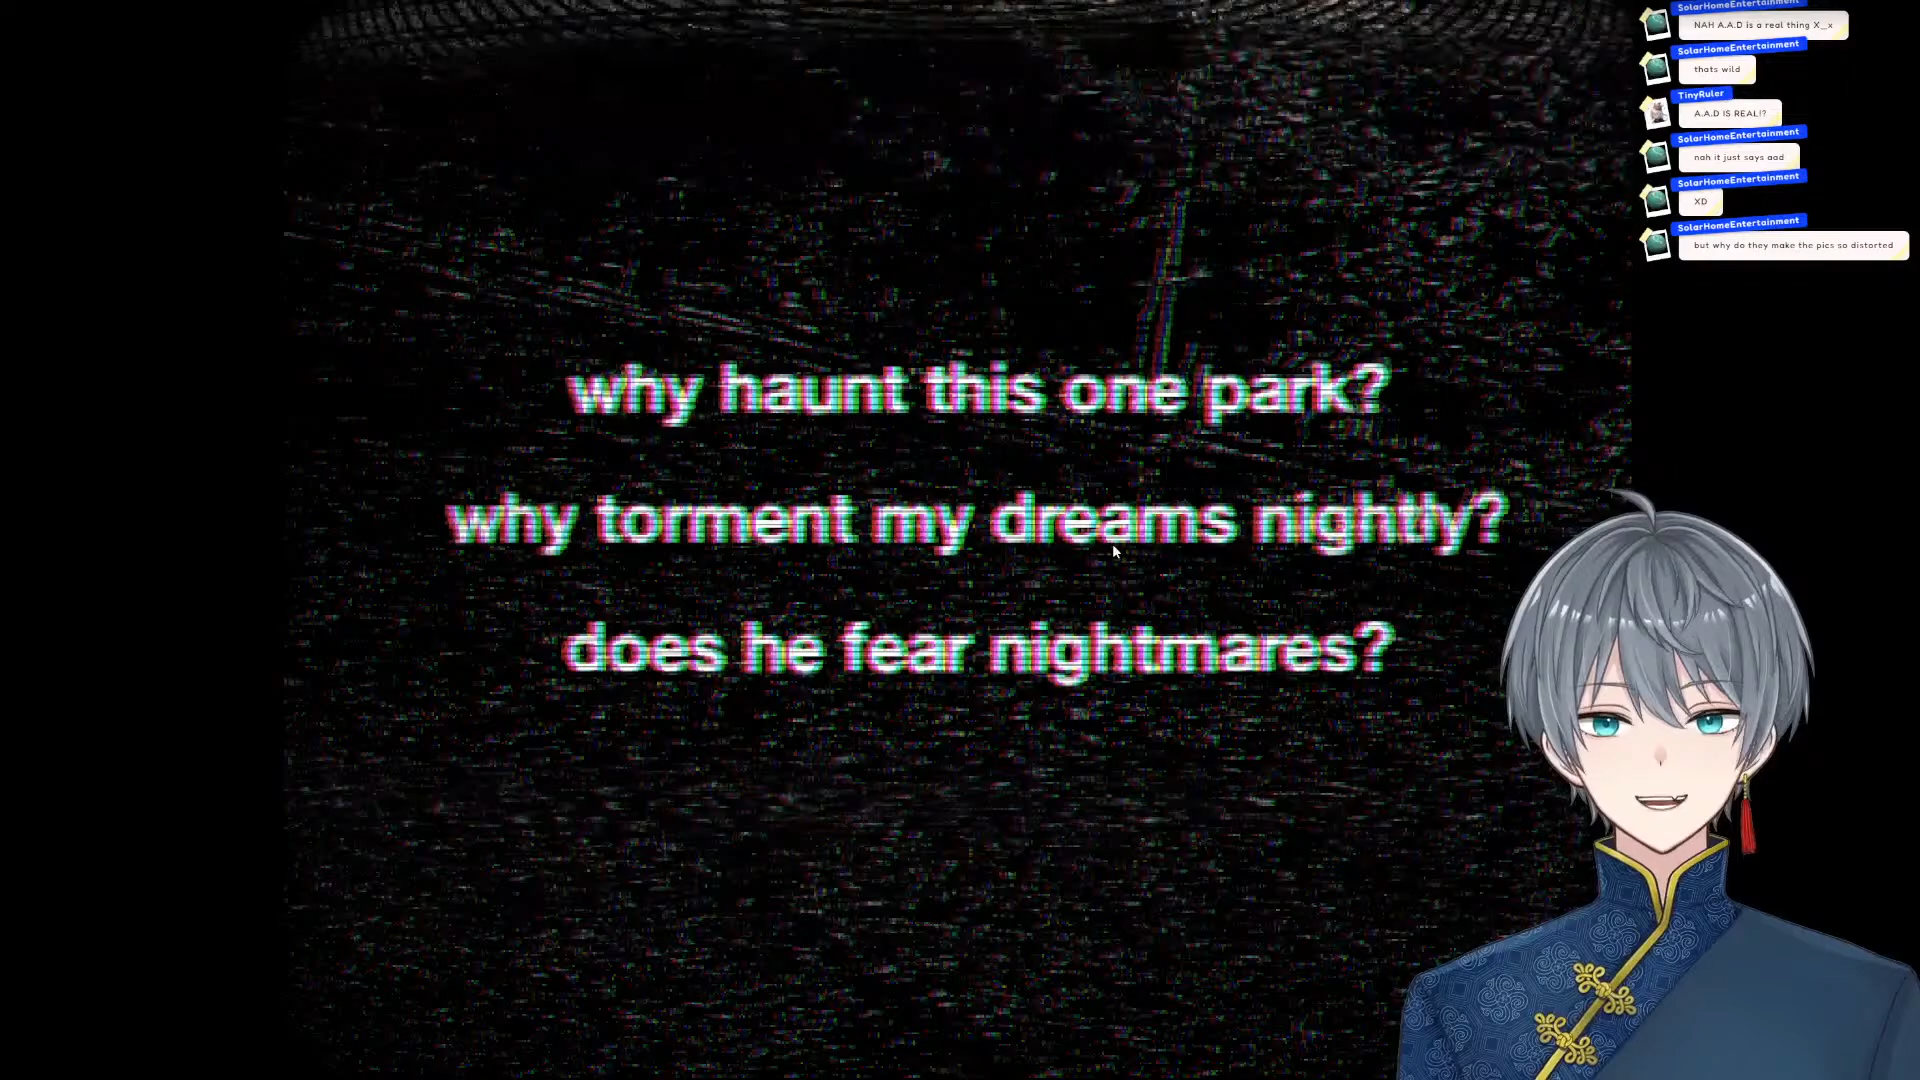 why haunt this one park?
why torment my dreams nightly?
does he fear nightmares?
SolarHomeEntertainment
NAH A.A.D is a real thing X_x
SolarHomeEntertainment
thats wild
TinyRuler
A.A.D IS REAL!?
SolarHomeEntertainment
nah it just says aad
SolarHomeEntertainment
XD
SolarHomeEntertainment
but why do they make the pics so distorted